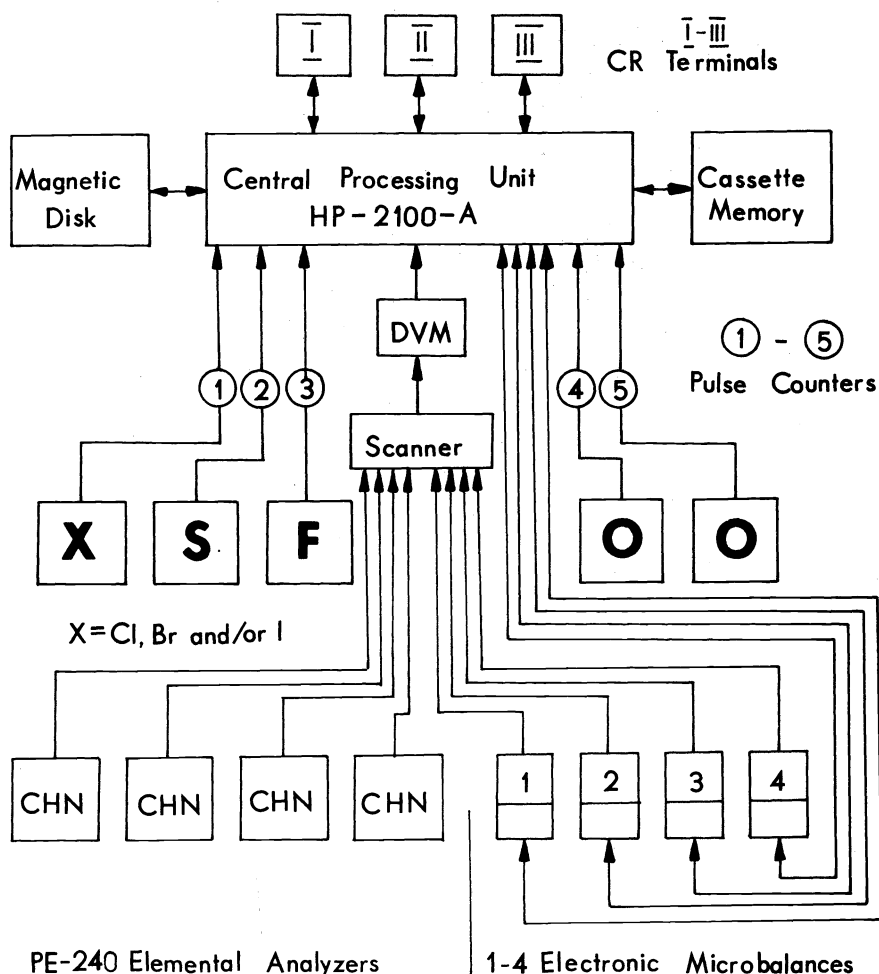 I II III
I-III
CR Terminals
Magnetic
Disk
Central Processing Unit
HP-2100-A
Cassette
Memory
DVM
1 2 3
4 5
1 - 5
Pulse Counters
Scanner
X S F
O O
X=Cl, Br and/or I
CHN CHN CHN CHN
1 2 3 4
PE-240 Elemental Analyzers
1-4 Electronic Microbalances